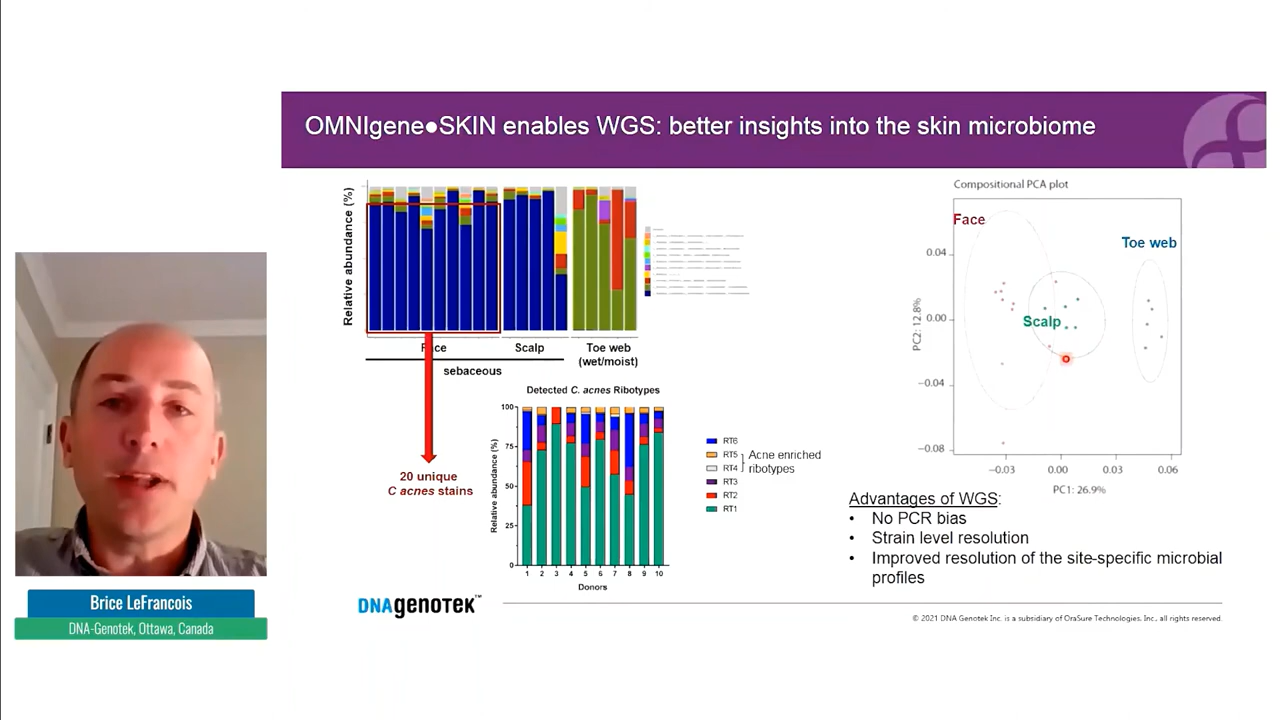 OMNIgene●SKIN enables WGS: better insights into the skin microbiome
Relative abundance (%)
Face
Scalp
Toe web
(wet/moist)
sebaceous
20 unique
C acnes stains
Detected C. acnes Ribotypes
Relative abundance (%)
100
75
50
25
0
1 2 3 4 5 6 7 8 9 10
Donors
RT6
RT5
RT4
RT3
RT2
RT1
Acne enriched
ribotypes
Compositional PCA plot
Face
Toe web
Scalp
PC2: 12.8%
0.04
0.00
−0.04
−0.08
−0.03 0.00 0.03 0.06
PC1: 26.9%
Advantages of WGS:
• No PCR bias
• Strain level resolution
• Improved resolution of the site-specific microbial
profiles
Brice LeFrancois
DNA-Genotek, Ottawa, Canada
DNAgenotek™
© 2021 DNA Genotek Inc. is a subsidiary of OraSure Technologies. Inc., all rights reserved.